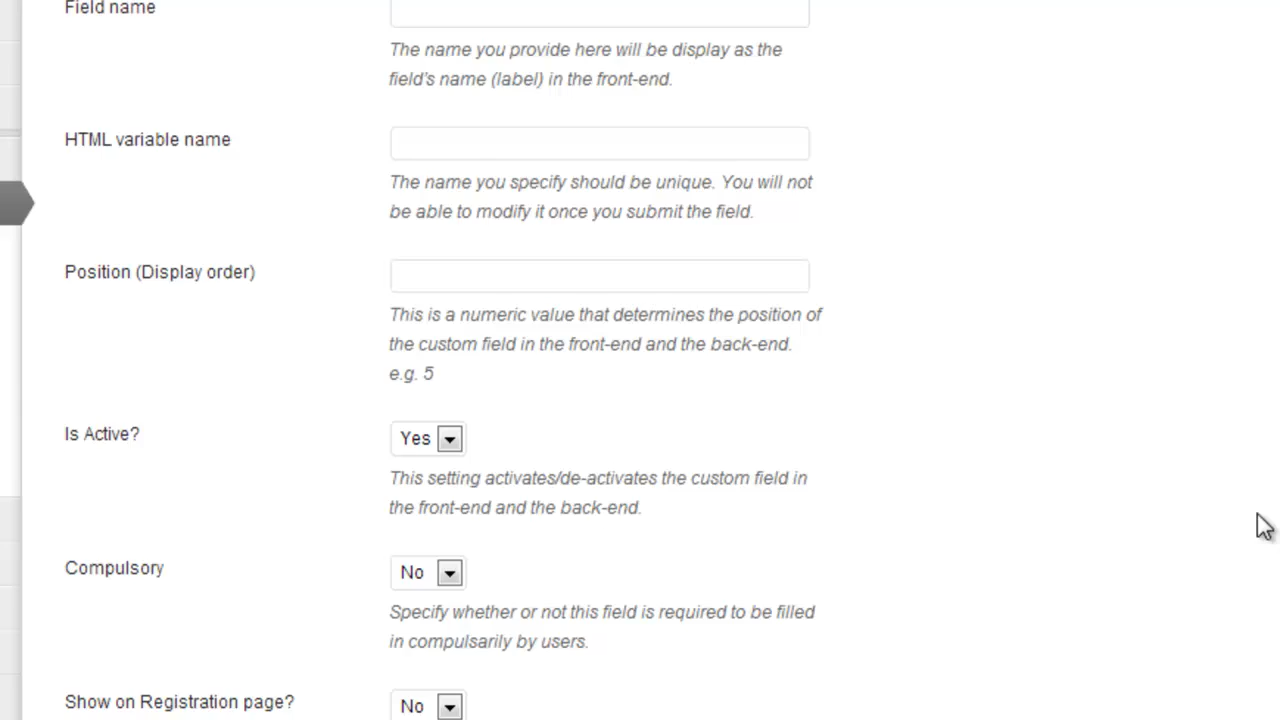 Field name
The name you provide here will be display as the
field's name (label) in the front-end.
HTML variable name
The name you specify should be unique. You will not
be able to modify it once you submit the field.
Position (Display order)
This is a numeric value that determines the position of
the custom field in the front-end and the back-end.
e.g. 5
Is Active?
Yes
This setting activates/de-activates the custom field in
the front-end and the back-end.
Compulsory
No
Specify whether or not this field is required to be filled
in compulsarily by users.
Show on Registration page?
No